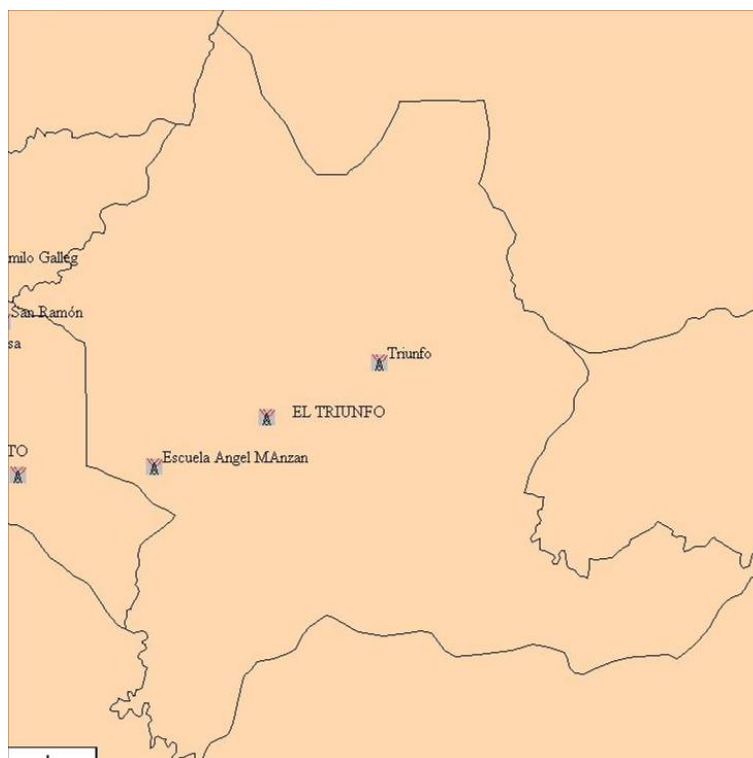 milo Galleg
San Ramón
sa
Triunfo
EL TRIUNFO
TO
Escuela Angel MAnzan